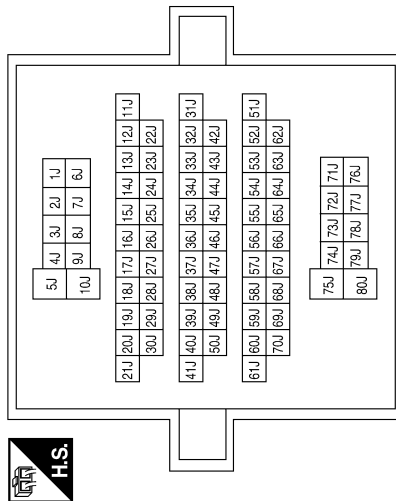 H.S.
5J 4J 3J 2J 1J
10J 9J 8J 7J 6J
21J 20J 19J 18J 17J 16J 15J 14J 13J 12J 11J
30J 29J 28J 27J 26J 25J 24J 23J 22J
41J 40J 39J 38J 37J 36J 35J 34J 33J 32J 31J
50J 49J 48J 47J 46J 45J 44J 43J 42J
61J 60J 59J 58J 57J 56J 55J 54J 53J 52J 51J
70J 69J 68J 67J 66J 65J 64J 63J 62J
75J 74J 73J 72J 71J
80J 79J 78J 77J 76J